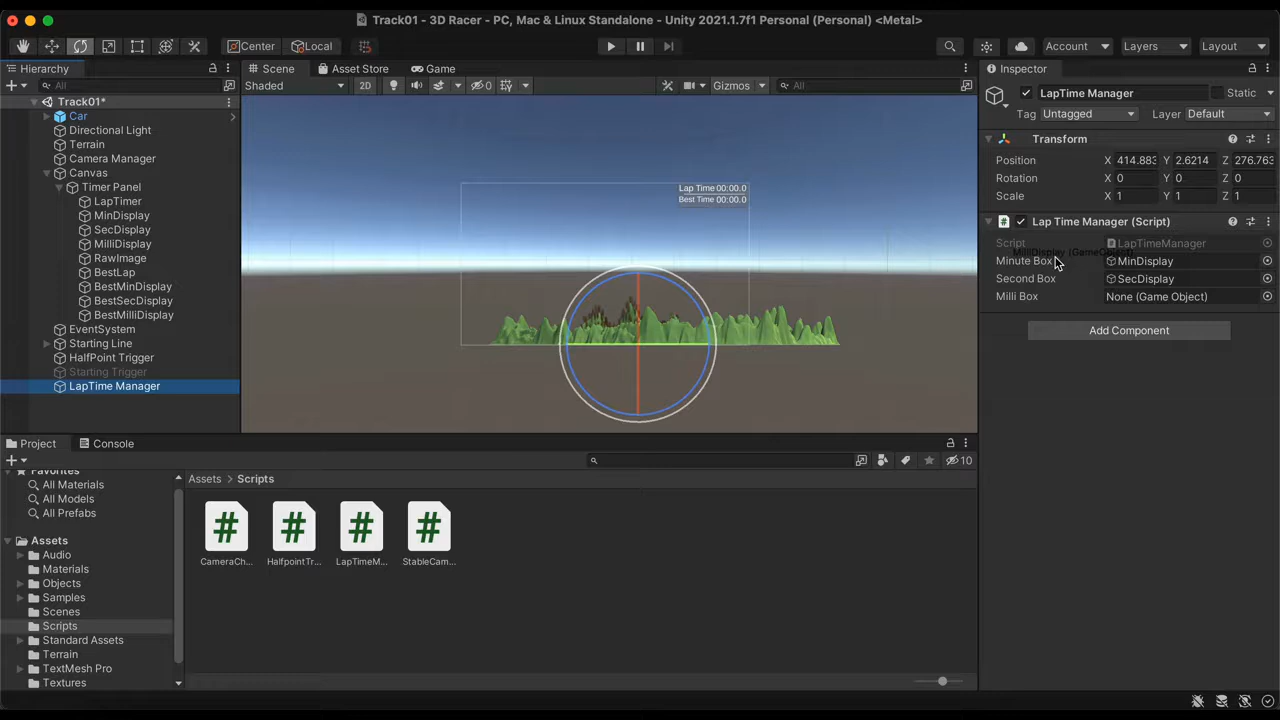 Track01 - 3D Racer - PC, Mac & Linux Standalone - Unity 2021.1.7f1 Personal (Personal) <Metal>
Center
Local
Account
Layers
Layout
Hierarchy
All
Track01*
Car
Directional Light
Terrain
Camera Manager
Canvas
Timer Panel
LapTimer
MinDisplay
SecDisplay
MilliDisplay
RawImage
BestLap
BestMinDisplay
BestSecDisplay
BestMilliDisplay
EventSystem
Starting Line
HalfPoint Trigger
Starting Trigger
LapTime Manager
Scene
Asset Store
Game
Shaded
2D
0
Gizmos
All
Lap Time 00:00.0
Best Time 00:00.0
Inspector
LapTime Manager
Static
Tag Untagged
Layer Default
Transform
Position X 414.883 Y 2.6214 Z 276.763
Rotation X 0 Y 0 Z 0
Scale X 1 Y 1 Z 1
# Lap Time Manager (Script)
Script LapTimeManager
MilliDisplay (GameObject)
Minute Box MinDisplay
Second Box SecDisplay
Milli Box None (Game Object)
Add Component
Project
Console
10
Favorites
All Materials
All Models
All Prefabs
Assets
Audio
Materials
Objects
Samples
Scenes
Scripts
Standard Assets
Terrain
TextMesh Pro
Textures
Assets > Scripts
# # # #
CameraCh... HalfpointTr... LapTimeM... StableCam...